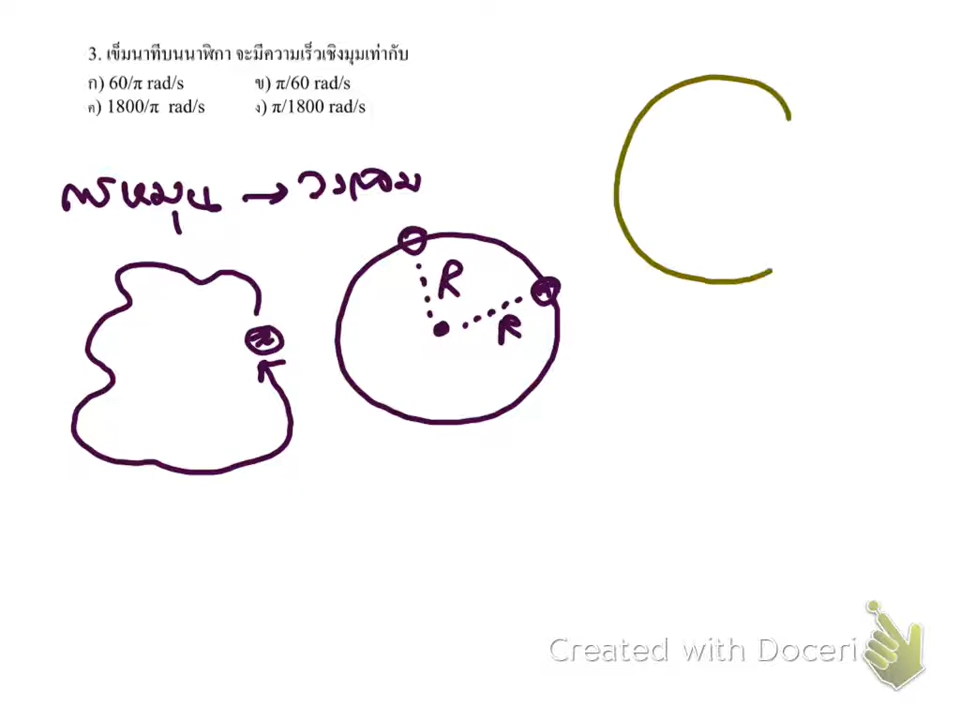 3. เข็มนาทีบนนาฬิกา จะมีความเร็วเชิงมุมเท่ากับ
ก) 60/π rad/s ข) π/60 rad/s
ค) 1800/π rad/s ง) π/1800 rad/s
การหมุน → วงกลม
R
R
Created with Doceri